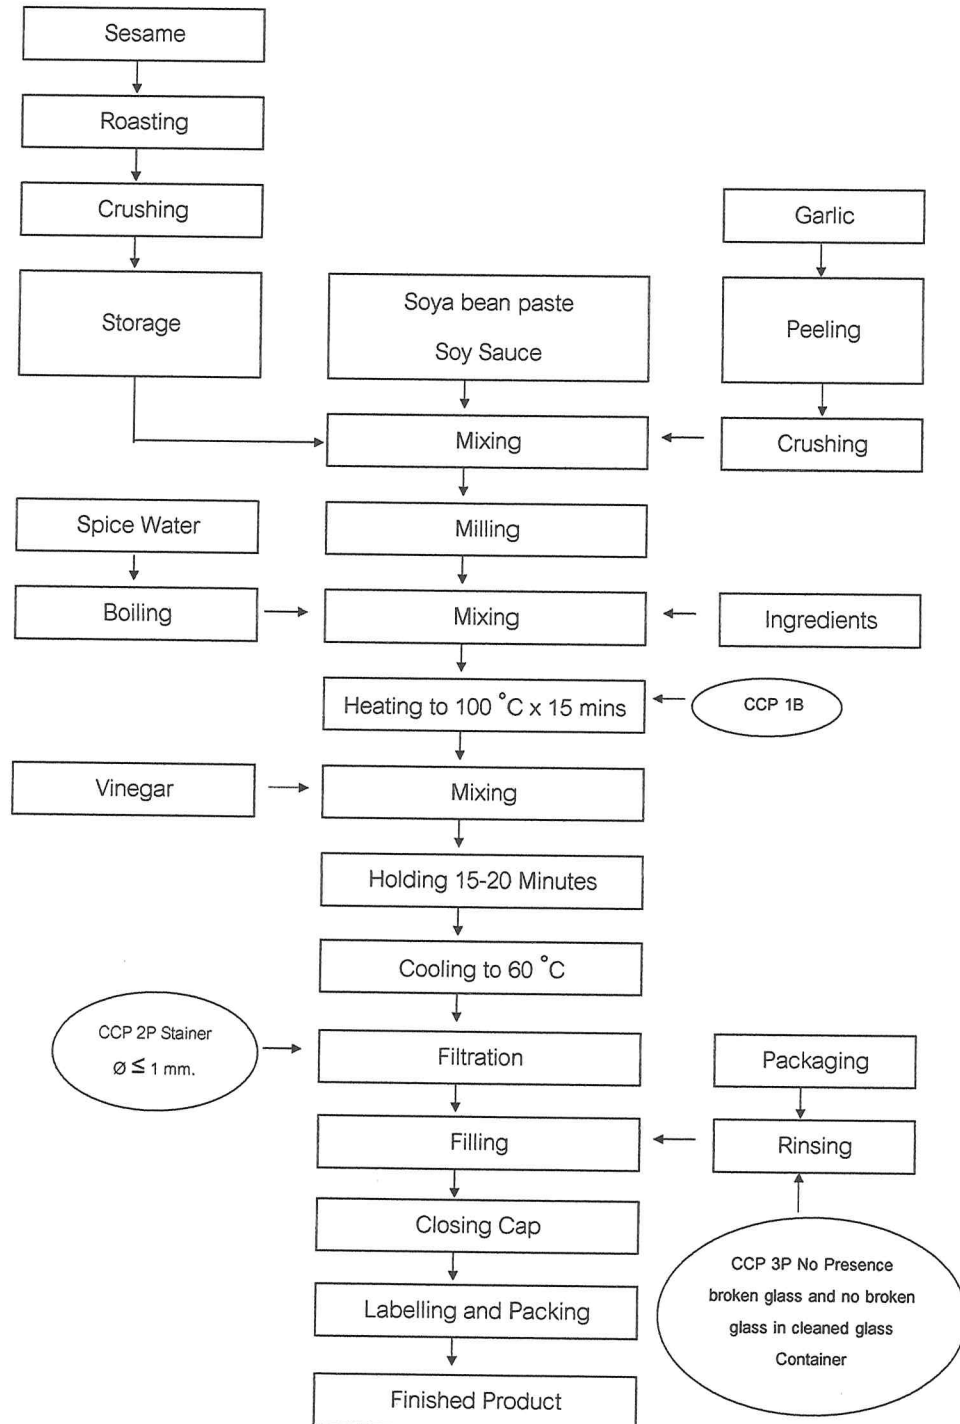 Sesame
Roasting
Crushing
Garlic
Storage
Soya bean paste
Soy Sauce
Peeling
Mixing
Crushing
Spice Water
Milling
Boiling
Mixing
Ingredients
Heating to 100 °C x 15 mins
CCP 1B
Vinegar
Mixing
Holding 15-20 Minutes
Cooling to 60 °C
CCP 2P Stainer
Ø ≤ 1 mm.
Filtration
Packaging
Filling
Rinsing
Closing Cap
CCP 3P No Presence
broken glass and no broken
glass in cleaned glass
Container
Labelling and Packing
Finished Product